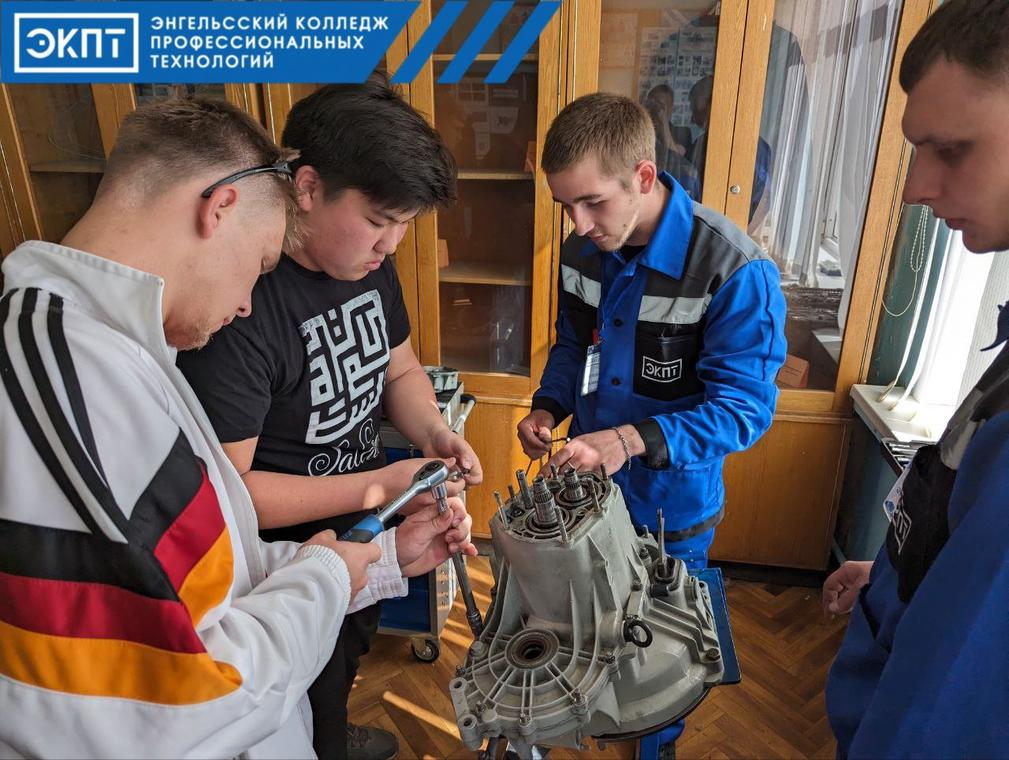 ЭКПТ
ЭНГЕЛЬССКИЙ КОЛЛЕДЖ
ПРОФЕССИОНАЛЬНЫХ
ТЕХНОЛОГИЙ
ЭКПТ